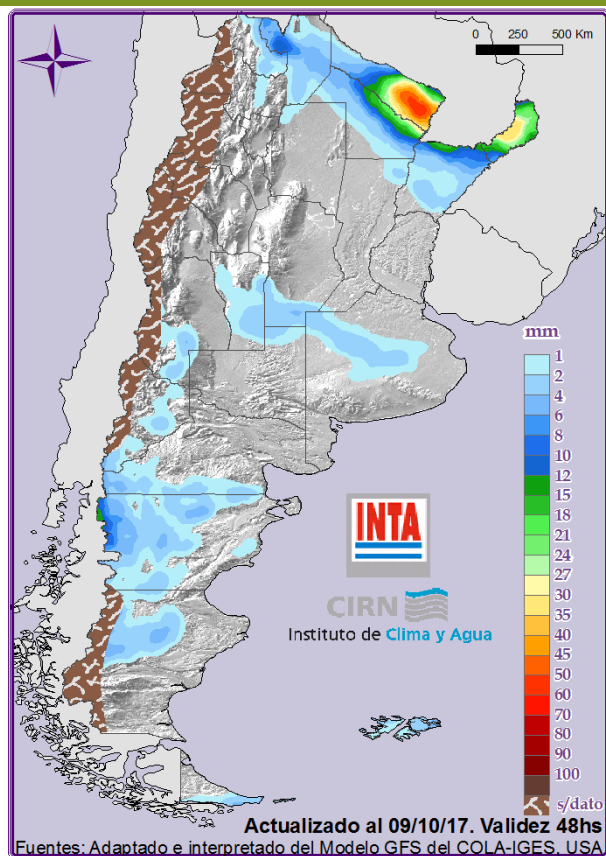 0 250 500 Km
mm
1
2
4
6
8
10
12
15
18
21
24
27
30
35
40
45
50
60
70
80
90
100
s/dato
INTA
CIRN
Instituto de Clima y Agua
Actualizado al 09/10/17. Validez 48hs
Fuentes: Adaptado e interpretado del Modelo GFS del COLA-IGES, USA